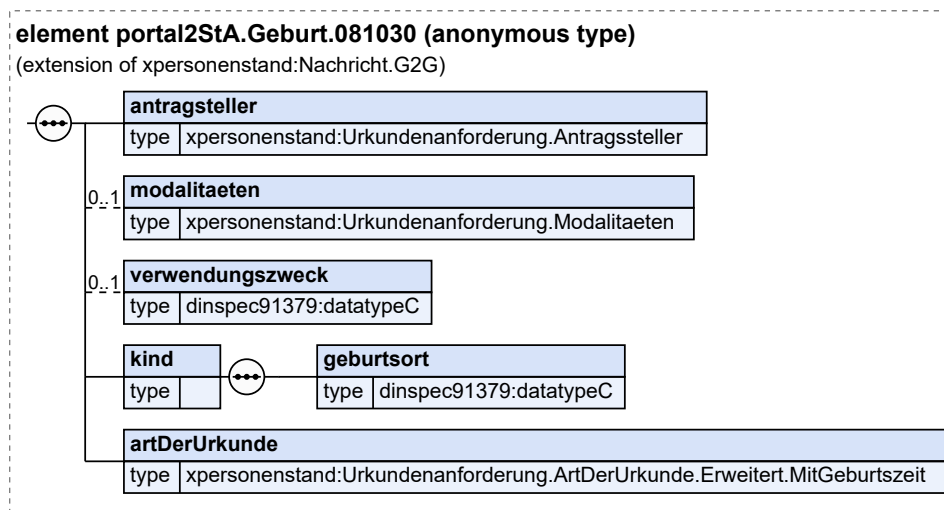 element portal2StA.Geburt.081030 (anonymous type)
(extension of xpersonenstand:Nachricht.G2G)
antragsteller
type xpersonenstand:Urkundenanforderung.Antragssteller
0..1
modalitaeten
type xpersonenstand:Urkundenanforderung.Modalitaeten
0..1
verwendungszweck
type dinspec91379:datatypeC
kind
type
geburtsort
type dinspec91379:datatypeC
artDerUrkunde
type xpersonenstand:Urkundenanforderung.ArtDerUrkunde.Erweitert.MitGeburtszeit